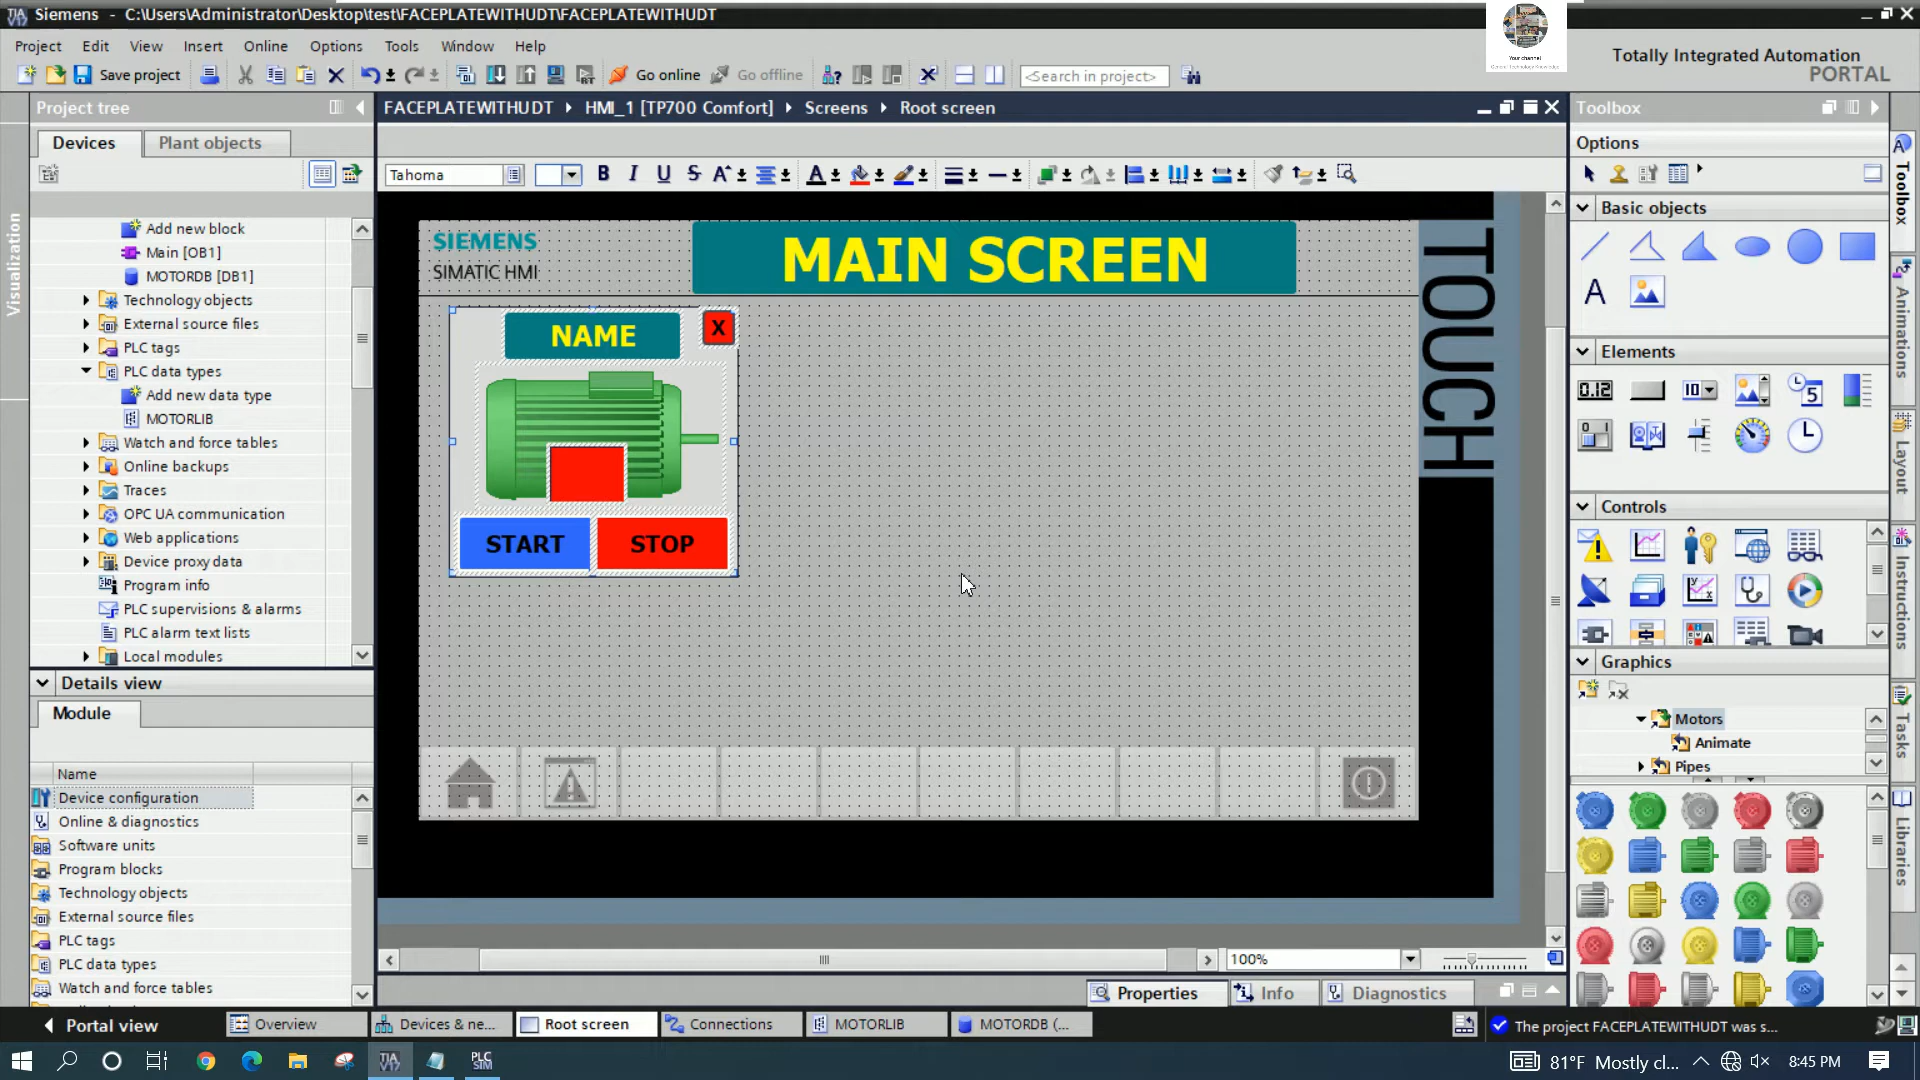 Siemens - C:\Users\Administrator\Desktop\test\FACEPLATEWITHUDT\FACEPLATEWITHUDT
Your channel
Project Edit View Insert Online Options Tools Window Help
Totally Integrated Automation
PORTAL
Save project
Go online
Go offline
<Search in project>
Project tree
FACEPLATEWITHUDT
HMI_1 [TP700 Comfort]
Screens
Root screen
Toolbox
Devices
Plant objects
Options
Tahoma
B I U S A
Visualization
Add new block
Main [OB1]
MOTORDB [DB1]
Technology objects
External source files
PLC tags
PLC data types
Add new data type
MOTORLIB
Watch and force tables
Online backups
Traces
OPC UA communication
Web applications
Device proxy data
Program info
PLC supervisions & alarms
PLC alarm text lists
Local modules
Details view
Module
Name
Device configuration
Online & diagnostics
Software units
Program blocks
Technology objects
External source files
PLC tags
PLC data types
Watch and force tables
SIEMENS
SIMATIC HMI
MAIN SCREEN
TOUCH
NAME
X
START
STOP
100%
Properties
Info
Diagnostics
Basic objects
A
Elements
0.12
10
5
Controls
Graphics
Motors
Animate
Pipes
Toolbox
Animations
Layout
Instructions
Tasks
Libraries
Portal view
Overview
Devices & ne...
Root screen
Connections
MOTORLIB
MOTORDB (...
The project FACEPLATEWITHUDT was s...
TIA
PLC
SIM
81°F Mostly cl...
8:45 PM